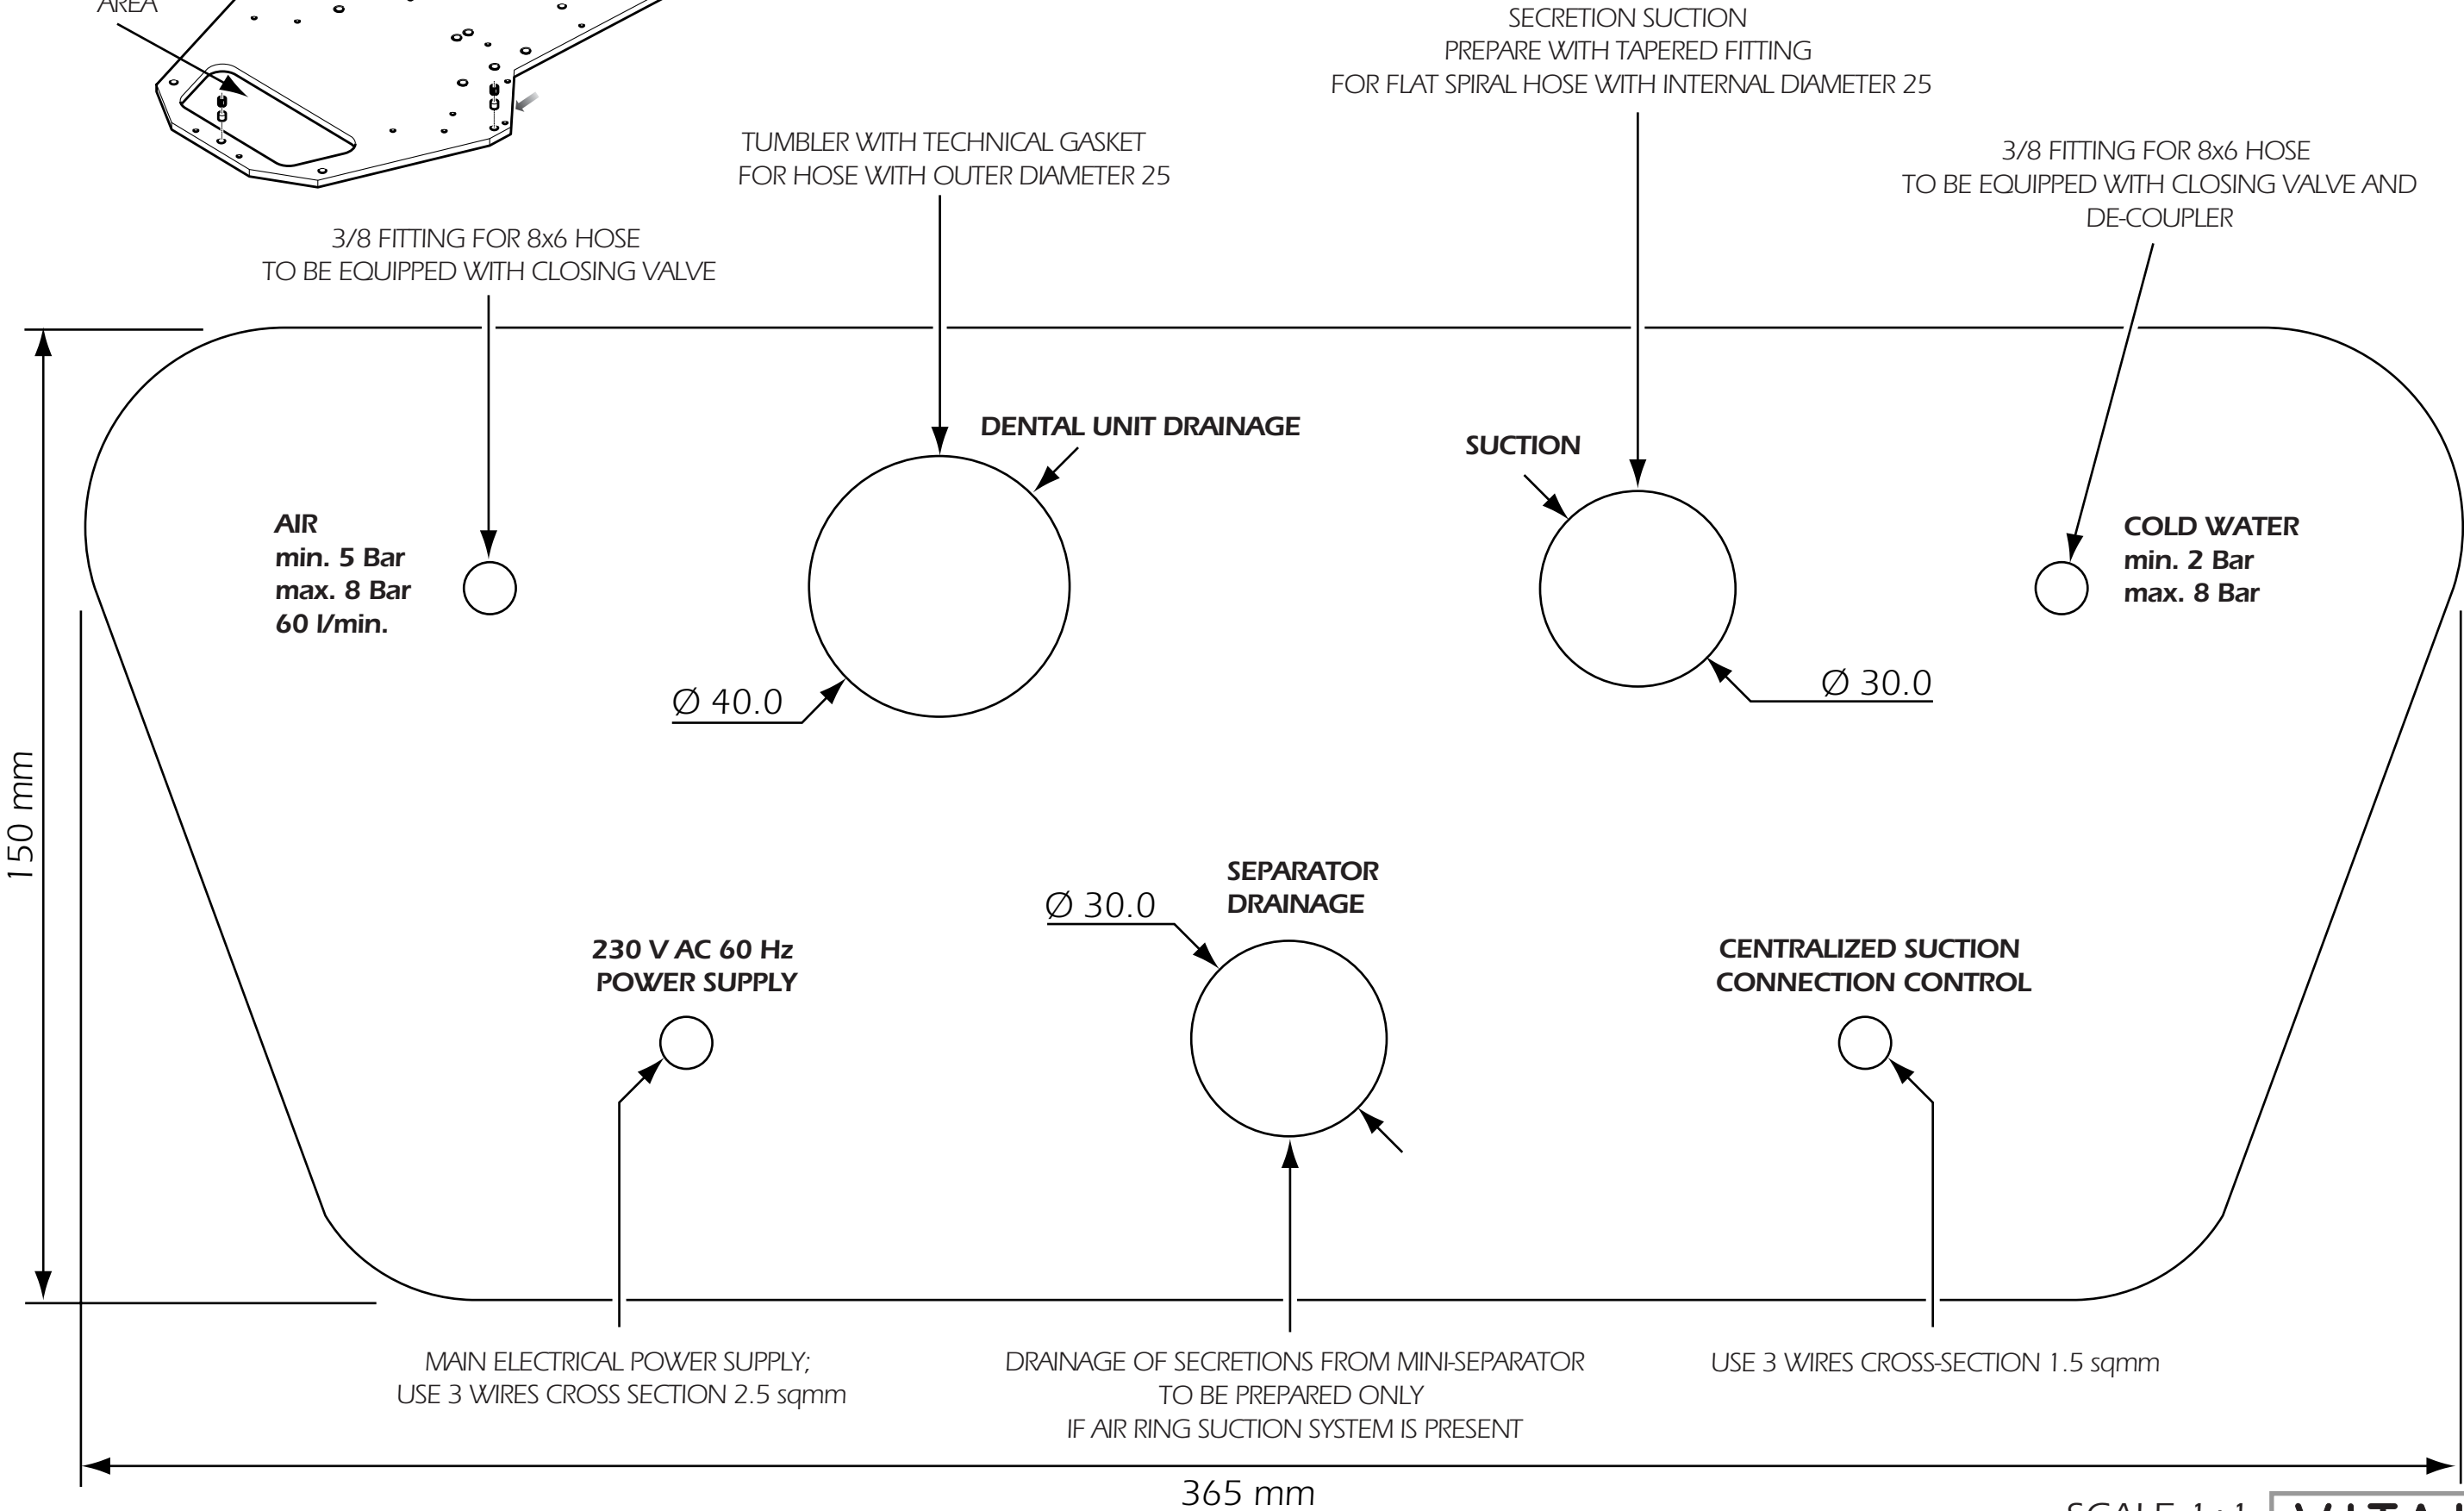 AREA
SECRETION SUCTION
PREPARE WITH TAPERED FITTING
FOR FLAT SPIRAL HOSE WITH INTERNAL DIAMETER 25
TUMBLER WITH TECHNICAL GASKET
FOR HOSE WITH OUTER DIAMETER 25
3/8 FITTING FOR 8x6 HOSE
TO BE EQUIPPED WITH CLOSING VALVE AND
DE-COUPLER
3/8 FITTING FOR 8x6 HOSE
TO BE EQUIPPED WITH CLOSING VALVE
DENTAL UNIT DRAINAGE
SUCTION
AIR
min. 5 Bar
max. 8 Bar
60 l/min.
COLD WATER
min. 2 Bar
max. 8 Bar
Ø 40.0
Ø 30.0
150 mm
SEPARATOR
DRAINAGE
Ø 30.0
230 V AC 60 Hz
POWER SUPPLY
CENTRALIZED SUCTION
CONNECTION CONTROL
MAIN ELECTRICAL POWER SUPPLY;
USE 3 WIRES CROSS SECTION 2.5 sqmm
DRAINAGE OF SECRETIONS FROM MINI-SEPARATOR
TO BE PREPARED ONLY
IF AIR RING SUCTION SYSTEM IS PRESENT
USE 3 WIRES CROSS-SECTION 1.5 sqmm
365 mm
SCALE 1:1